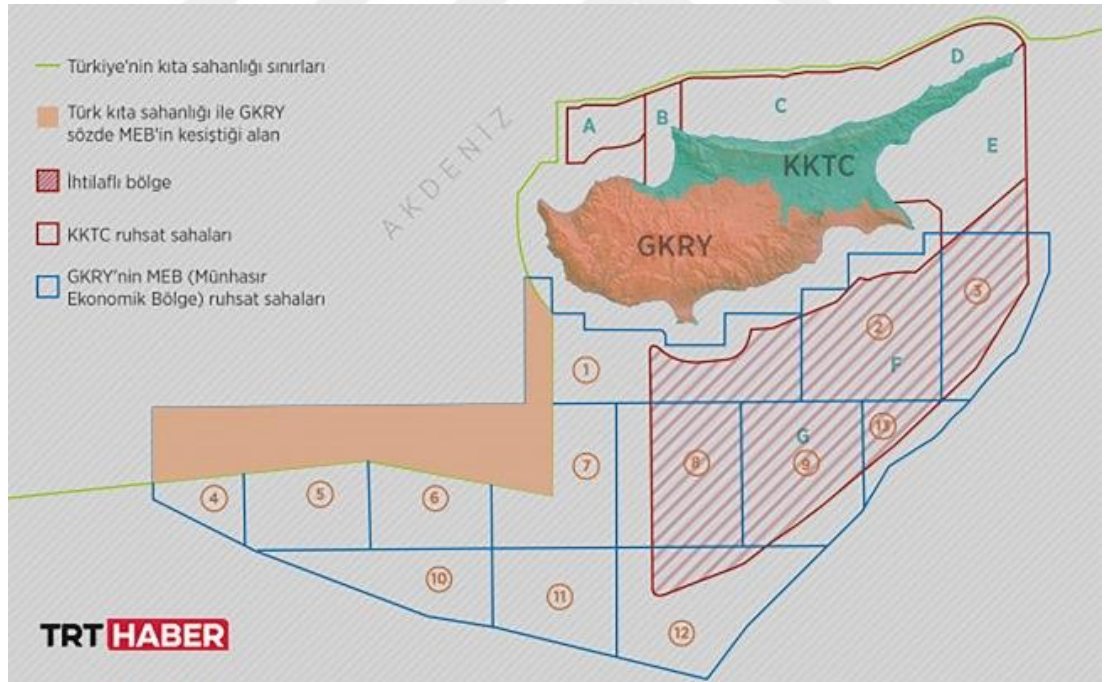 Türkiye'nin kıta sahanlığı sınırları
Türk kıta sahanlığı ile GKRY
sözde MEB'in kesiştiği alan
İhtilaflı bölge
KKTC ruhsat sahaları
GKRY'nin MEB (Münhasır
Ekonomik Bölge) ruhsat sahaları
AKDENİZ
A
B
C
D
E
KKTC
GKRY
3
2
1
F
13
G
7
8
9
4
5
6
10
11
12
TRT HABER